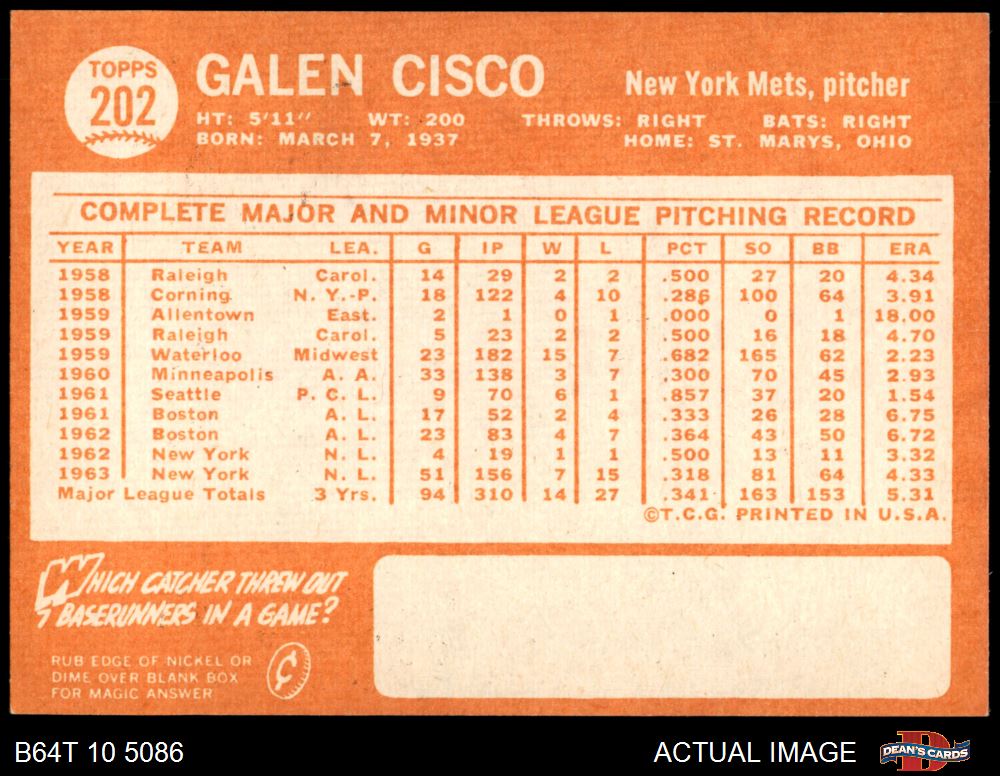 TOPPS
202
GALEN CISCO
New York Mets, pitcher
HT: 5'11" WT: 200 THROWS: RIGHT BATS: RIGHT
BORN: MARCH 7, 1937 HOME: ST. MARYS, OHIO
COMPLETE MAJOR AND MINOR LEAGUE PITCHING RECORD
YEAR TEAM LEA. G IP W L PCT SO BB ERA
1958 Raleigh Carol. 14 29 2 2 .500 27 20 4.34
1958 Corning N. Y.-P. 18 122 4 10 .286 100 64 3.91
1959 Allentown East. 2 1 0 1 .000 0 1 18.00
1959 Raleigh Carol. 5 23 2 2 .500 16 18 4.70
1959 Waterloo Midwest 23 182 15 7 .682 165 62 2.23
1960 Minneapolis A. A. 33 138 3 7 .300 70 45 2.93
1961 Seattle P. C. L. 9 70 6 1 .857 37 20 1.54
1961 Boston A. L. 17 52 2 4 .333 26 28 6.75
1962 Boston A. L. 23 83 4 7 .364 43 50 6.72
1962 New York N. L. 4 19 1 1 .500 13 11 3.32
1963 New York N. L. 51 156 7 15 .318 81 64 4.33
Major League Totals 3 Yrs. 94 310 14 27 .341 163 153 5.31
©T.C.G. PRINTED IN U.S.A.
WHICH CATCHER THREW OUT
7 BASERUNNERS IN A GAME?
RUB EDGE OF NICKEL OR
DIME OVER BLANK BOX
FOR MAGIC ANSWER
¢
B64T 10 5086 ACTUAL IMAGE
DEAN'S CARDS